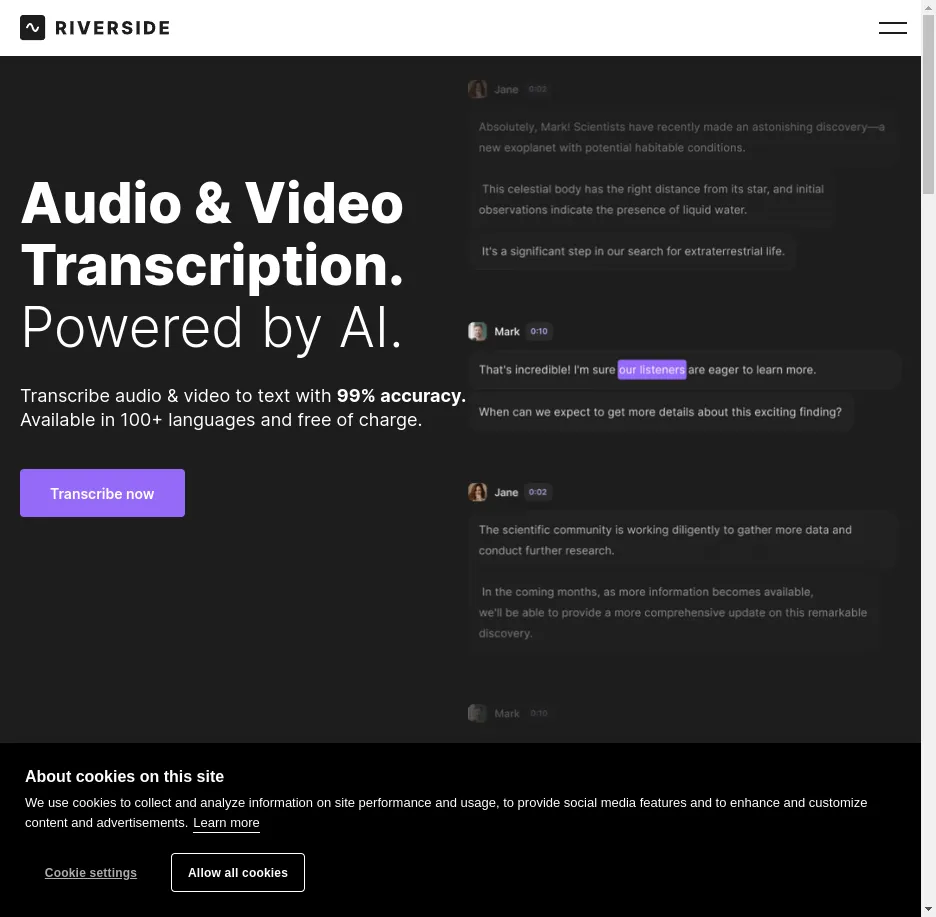 RIVERSIDE
Audio & Video
Transcription.
Powered by AI.
Transcribe audio & video to text with 99% accuracy.
Available in 100+ languages and free of charge.
Transcribe now
Jane 0:02
Absolutely, Mark! Scientists have recently made an astonishing discovery—a
new exoplanet with potential habitable conditions.
This celestial body has the right distance from its star, and initial
observations indicate the presence of liquid water.
It's a significant step in our search for extraterrestrial life.
Mark 0:10
That's incredible! I'm sure our listeners are eager to learn more.
When can we expect to get more details about this exciting finding?
Jane 0:02
The scientific community is working diligently to gather more data and
conduct further research.
In the coming months, as more information becomes available,
we'll be able to provide a more comprehensive update on this remarkable
discovery.
Mark 0:10
About cookies on this site
We use cookies to collect and analyze information on site performance and usage, to provide social media features and to enhance and customize
content and advertisements. Learn more
Cookie settings
Allow all cookies